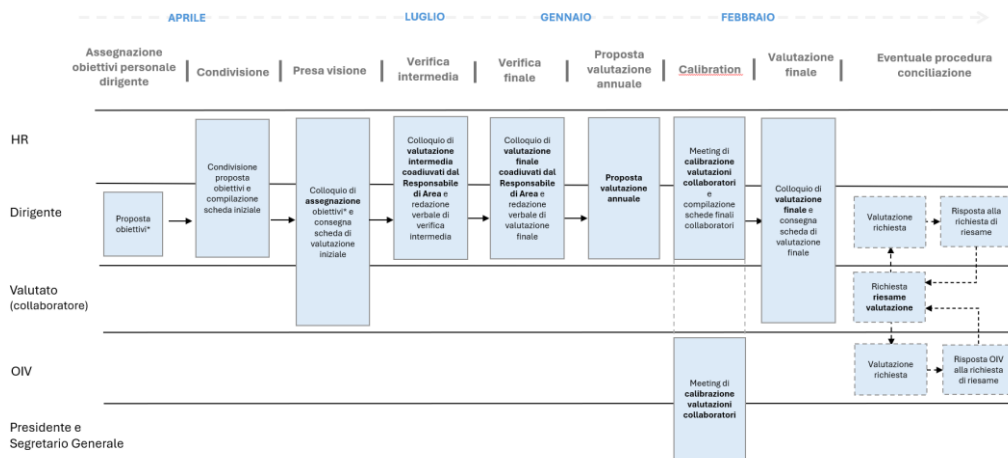 APRILE
LUGLIO
GENNAIO
FEBBRAIO
Assegnazione
obiettivi personale
dirigente
Condivisione
Presa visione
Verifica
intermedia
Verifica
finale
Proposta
valutazione
annuale
Calibration
Valutazione
finale
Eventuale procedura
conciliazione
HR
Dirigente
Valutato
(collaboratore)
OIV
Presidente e
Segretario Generale
Proposta
obiettivi*
Condivisione
proposta
obiettivi e
compilazione
scheda iniziale
Colloquio di
assegnazione
obiettivi* e
consegna
scheda di
valutazione
iniziale
Colloquio di
valutazione
intermedia
coadiuvati dal
Responsabile
di Area e
redazione
verbale di
verifica
intermedia
Colloquio di
valutazione
finale
coadiuvati dal
Responsabile
di Area e
redazione
verbale di
valutazione
finale
Proposta
valutazione
annuale
Meeting di
calibrazione
valutazioni
collaboratori
e
compilazione
schede finali
collaboratori
Meeting di
calibrazione
valutazioni
collaboratori
Colloquio di
valutazione
finale e
consegna
scheda di
valutazione
finale
Valutazione
richiesta
Risposta alla
richiesta di
riesame
Richiesta
riesame
valutazione
Valutazione
richiesta
Risposta OIV
alla richiesta
di riesame